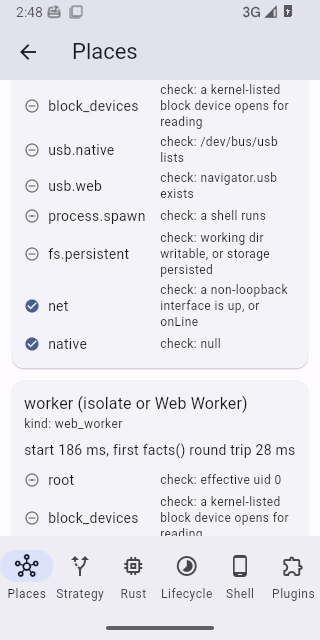 2:48
3G
Places
check: a kernel-listed
block device opens for
reading
block_devices
check: /dev/bus/usb
lists
usb.native
check: navigator.usb
exists
usb.web
process_spawn check: a shell runs
check: working dir
writable, or storage
persisted
fs.persistent
check: a non-loopback
interface is up, or
onLine
net
native check: null
worker (isolate or Web Worker)
kind: web_worker
start 186 ms, first facts() round trip 28 ms
root check: effective uid 0
check: a kernel-listed
block device opens for
reading
block_devices
Places Strategy Rust Lifecycle Shell Plugins